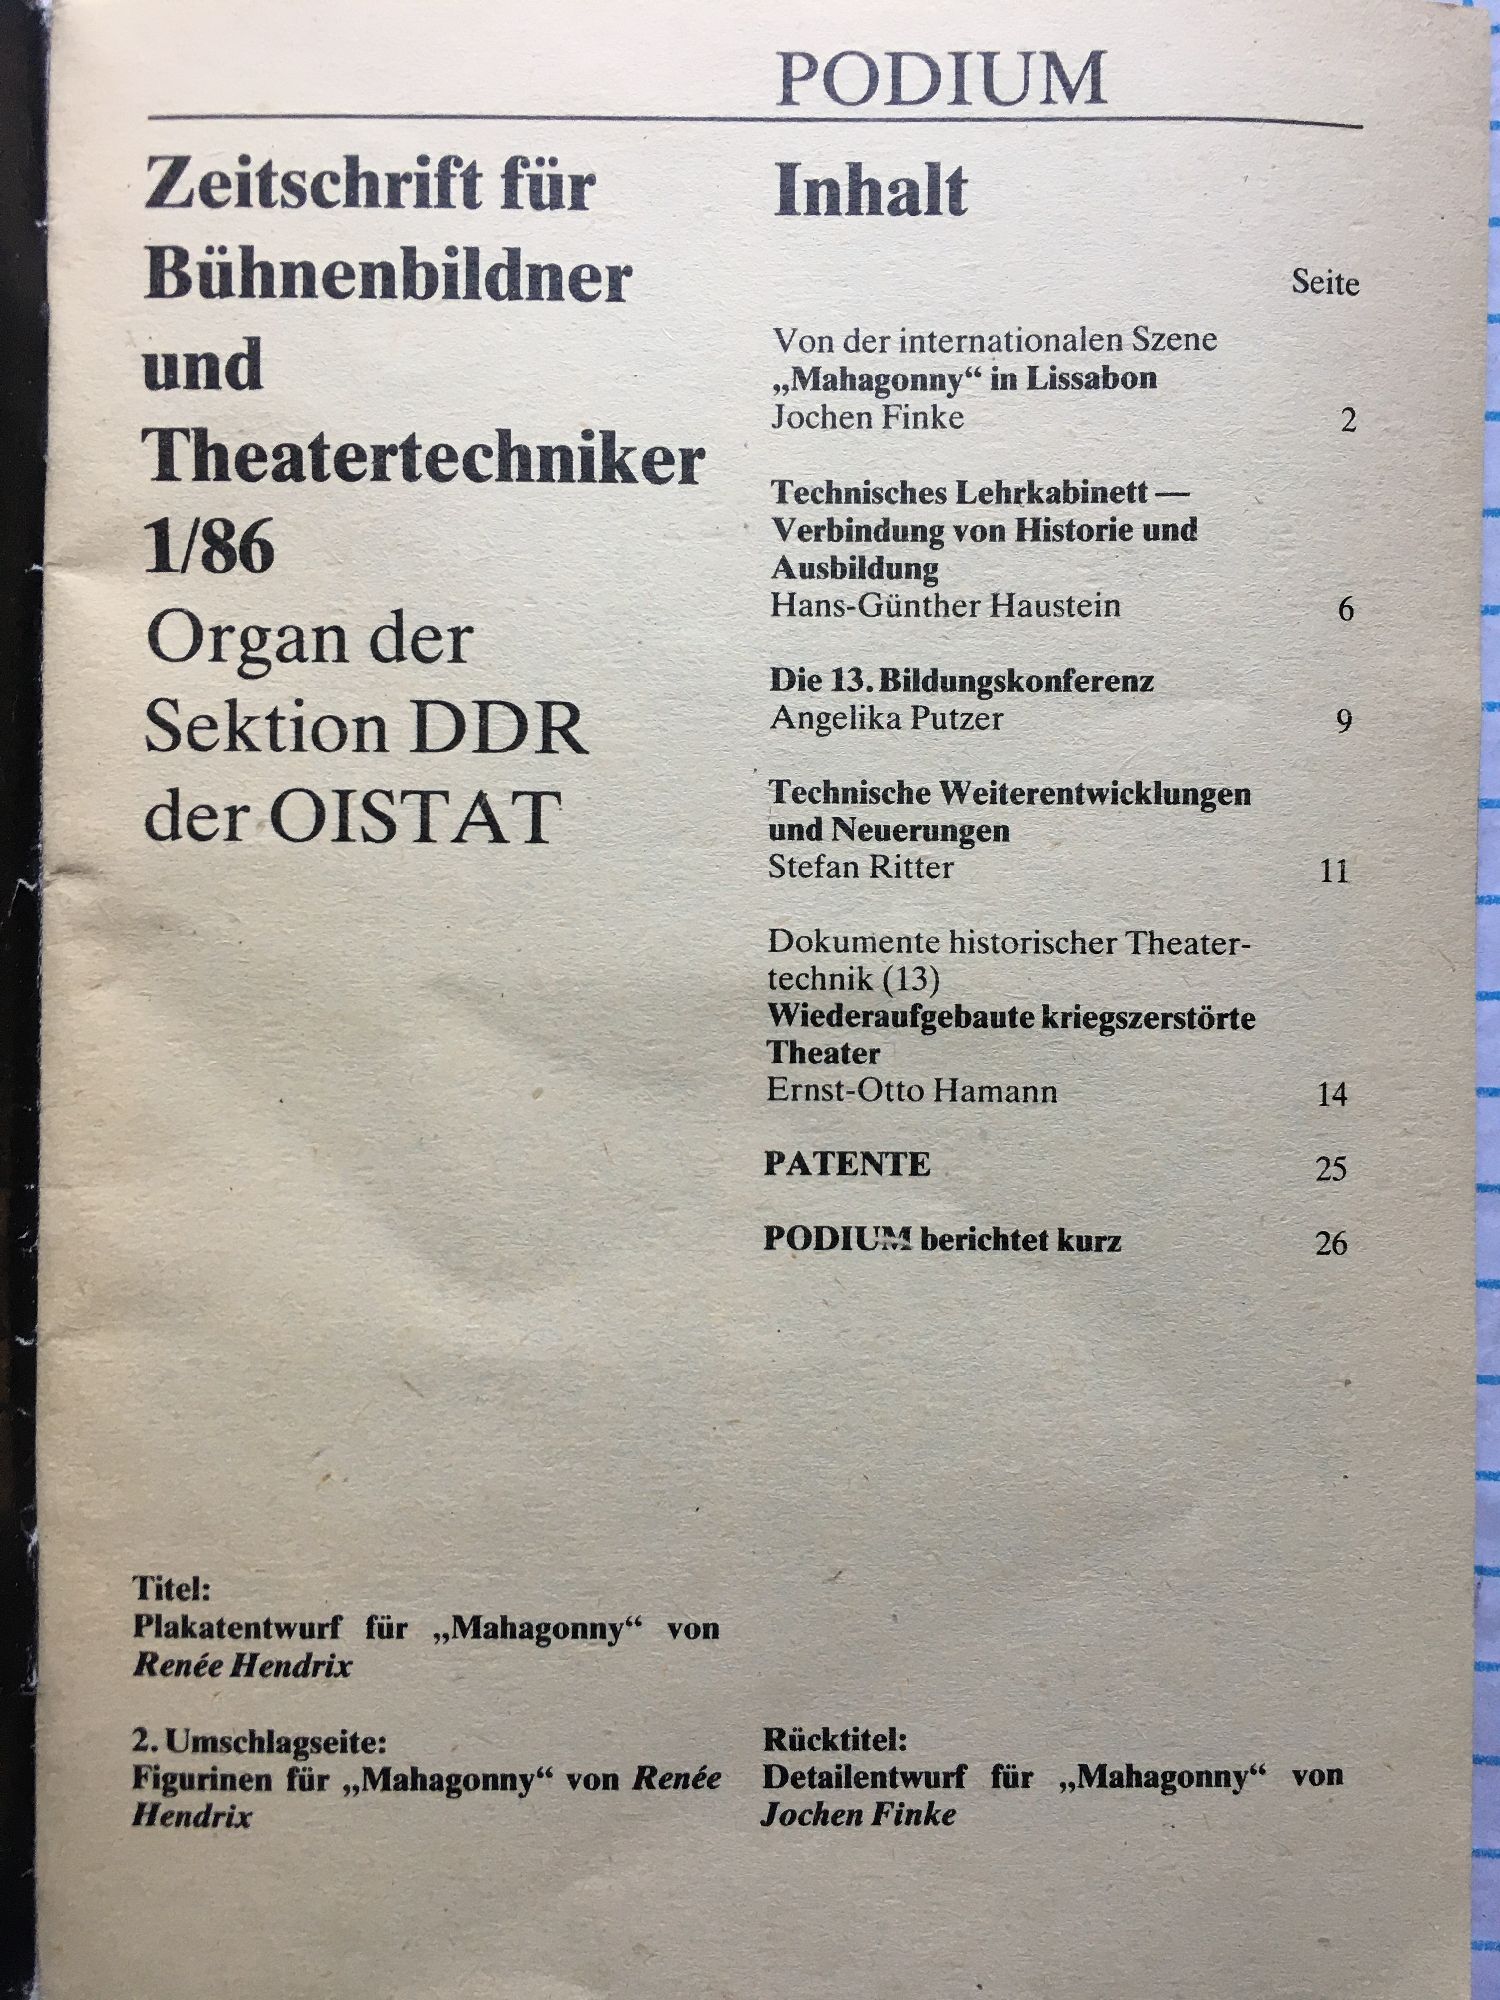 PODIUM
Zeitschrift für
Bühnenbildner
und
Theatertechniker
1/86
Organ der
Sektion DDR
der OISTAT
Inhalt
Seite
Von der internationalen Szene
„Mahagonny“ in Lissabon
Jochen Finke 2
Technisches Lehrkabinett —
Verbindung von Historie und
Ausbildung
Hans-Günther Haustein 6
Die 13. Bildungskonferenz
Angelika Putzer 9
Technische Weiterentwicklungen
und Neuerungen
Stefan Ritter 11
Dokumente historischer Theater-
technik (13)
Wiederaufgebaute kriegszerstörte
Theater
Ernst-Otto Hamann 14
PATENTE 25
PODIUM berichtet kurz 26
Titel:
Plakatentwurf für „Mahagonny“ von
Renée Hendrix
2. Umschlagseite:
Figurinen für „Mahagonny“ von Renée
Hendrix
Rücktitel:
Detailentwurf für „Mahagonny“ von
Jochen Finke